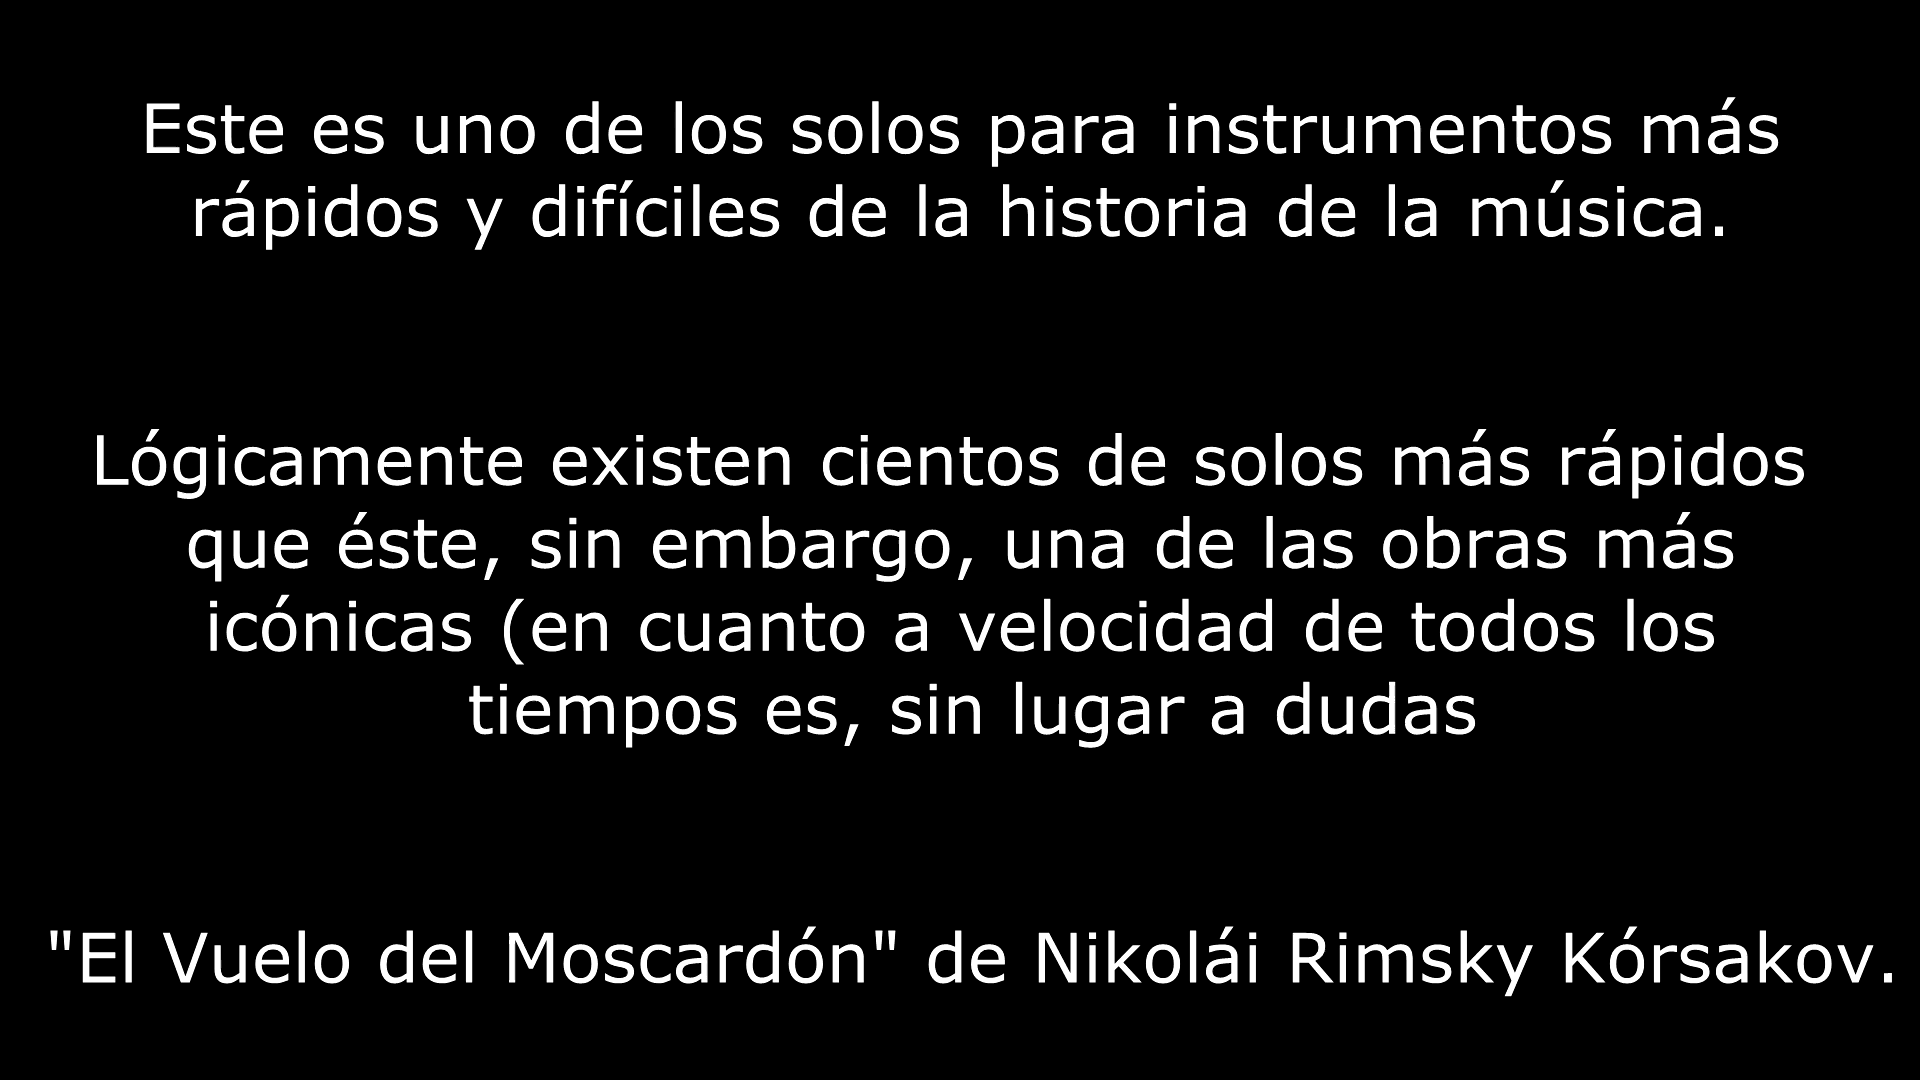 Este es uno de los solos para instrumentos más
rápidos y difíciles de la historia de la música.
Lógicamente existen cientos de solos más rápidos
que éste, sin embargo, una de las obras más
icónicas (en cuanto a velocidad de todos los
tiempos es, sin lugar a dudas
"El Vuelo del Moscardón" de Nikolái Rimsky Kórsakov.